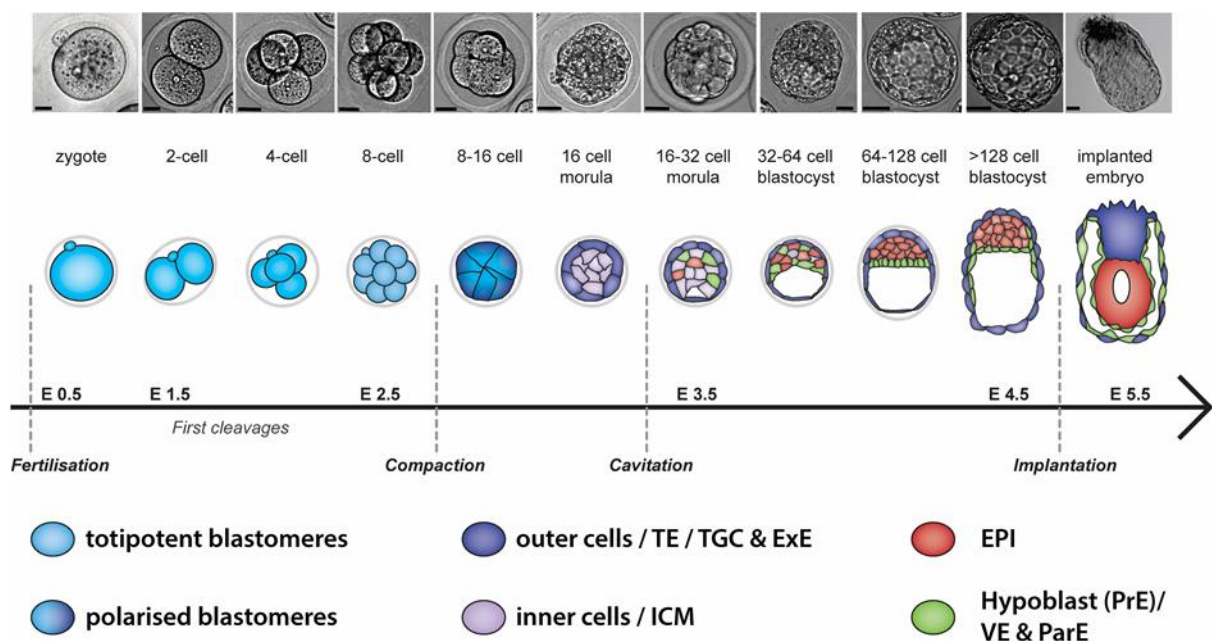 zygote
2-cell
4-cell
8-cell
8-16 cell
16 cell
morula
16-32 cell
morula
32-64 cell
blastocyst
64-128 cell
blastocyst
>128 cell
blastocyst
implanted
embryo
E 0.5
E 1.5
E 2.5
E 3.5
E 4.5
E 5.5
First cleavages
Fertilisation
Compaction
Cavitation
Implantation
totipotent blastomeres
outer cells / TE / TGC & ExE
EPI
polarised blastomeres
inner cells / ICM
Hypoblast (PrE)/
VE & ParE